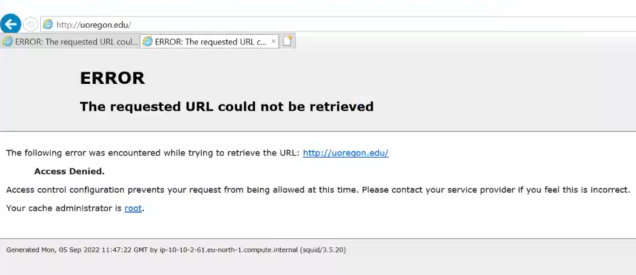 http://uoregon.edu/
ERROR: The requested URL coul... ERROR: The requested URL c... ×
ERROR
The requested URL could not be retrieved
The following error was encountered while trying to retrieve the URL: http://uoregon.edu/
Access Denied.
Access control configuration prevents your request from being allowed at this time. Please contact your service provider if you feel this is incorrect.
Your cache administrator is root.
Generated Mon, 05 Sep 2022 11:47:22 GMT by ip-10-10-2-61.eu-north-1.compute.internal (squid/3.5.20)